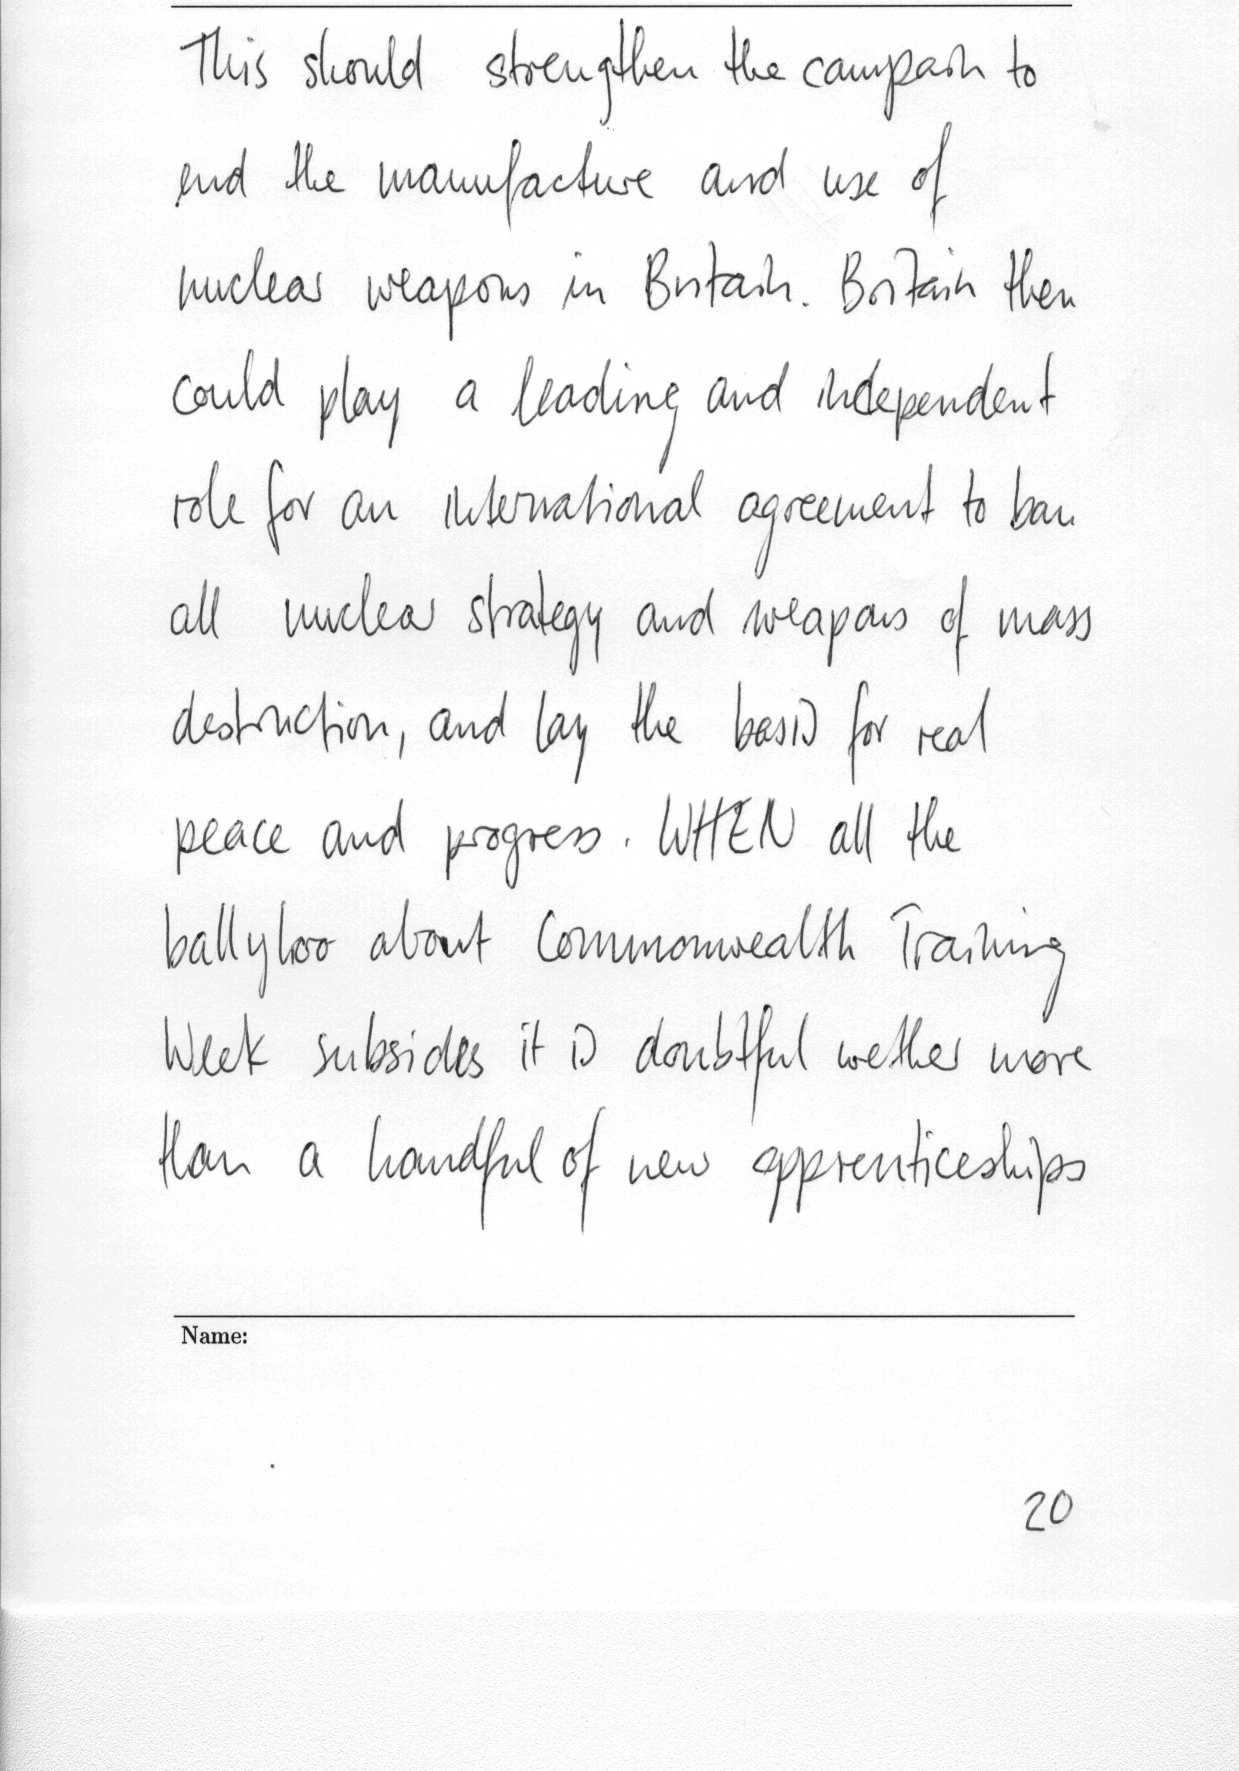 This should strengthen the campain to
end the manufacture and use of
nuclear weapons in Britain. Britain then
could play a leading and independent
role for an international agreement to ban
all nuclear strategy and weapons of mass
destruction, and lay the basis for real
peace and progress. WHEN all the
ballyhoo about Commonwealth Training
Week subsides it is doubtful wether more
than a handful of new apprenticeships
Name:
20